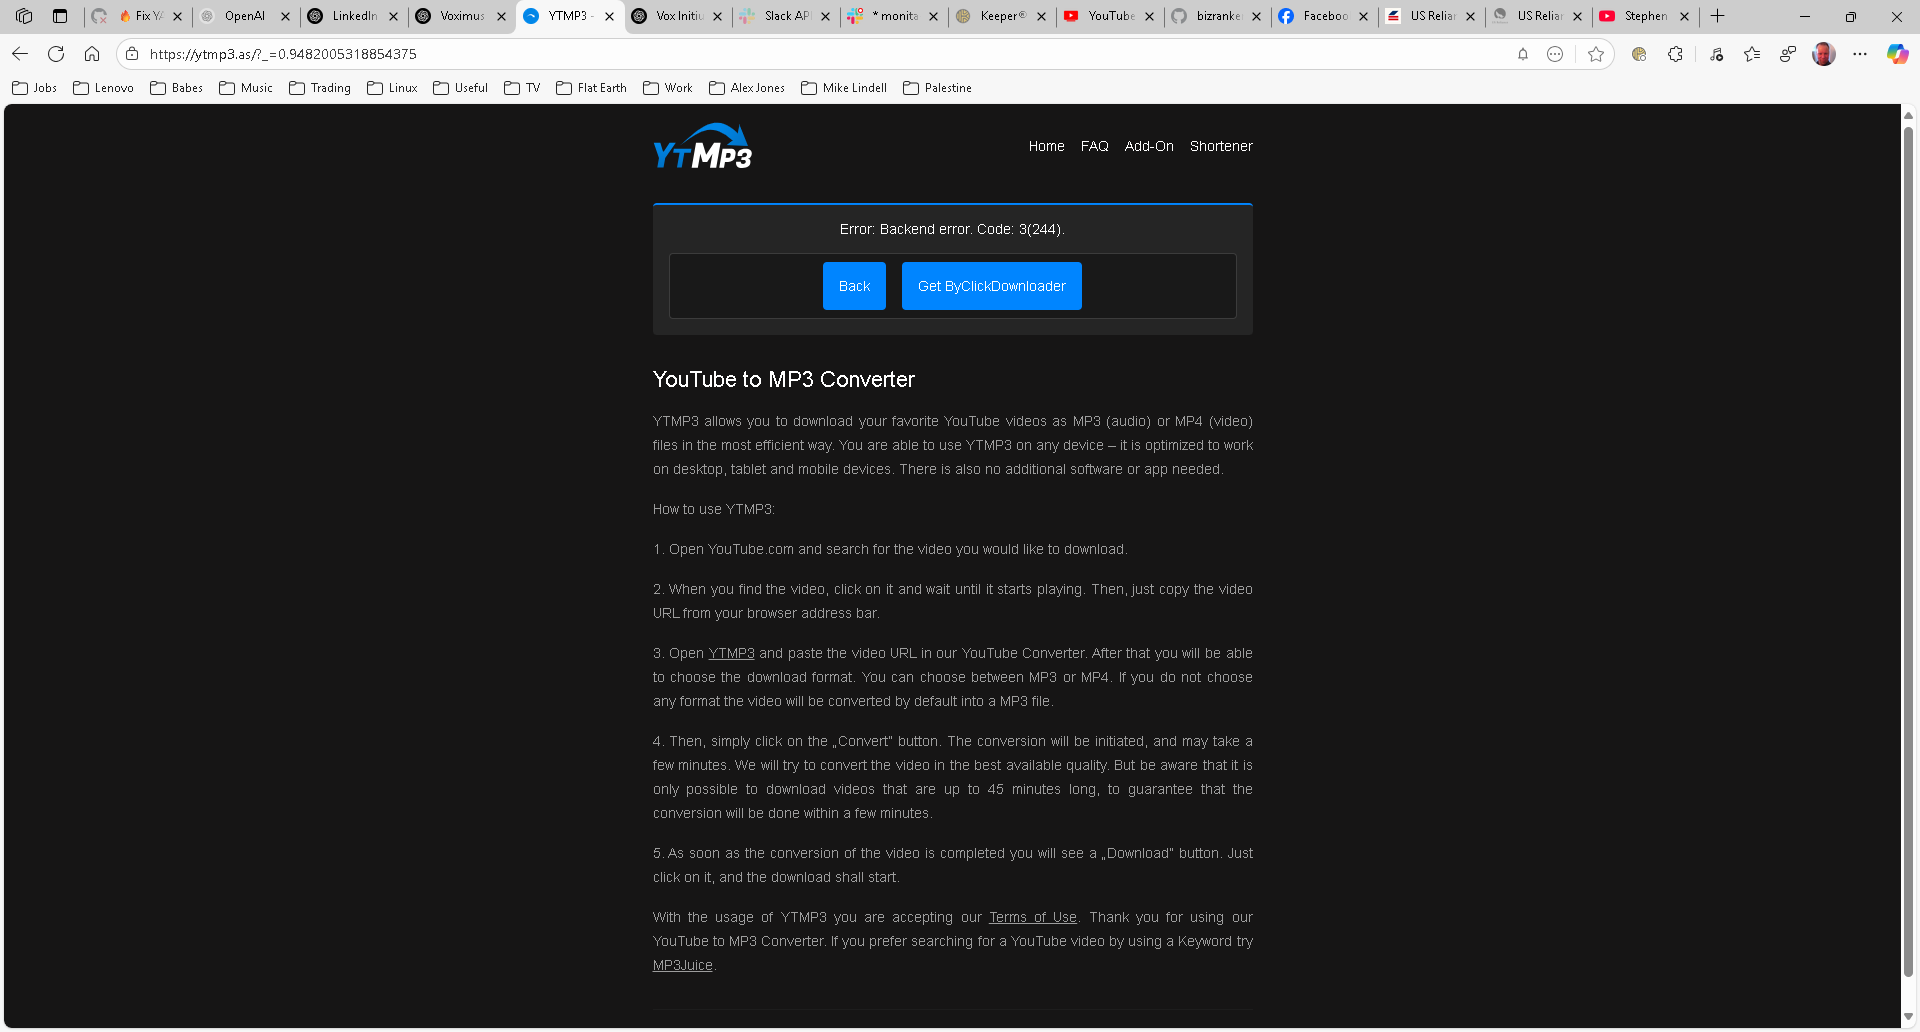 Fix YA
OpenAI
LinkedIn
Voximus
YTMP3 -
Vox Initiu
Slack API
* monita
Keeper®
YouTube
bizranker
Faceboo
US Reliar
US Reliar
Stephen
https://ytmp3.as/?_=0.9482005318854375
Jobs Lenovo Babes Music Trading Linux Useful TV Flat Earth Work Alex Jones Mike Lindell Palestine
YTMP3
Home FAQ Add-On Shortener
Error: Backend error. Code: 3(244).
Back Get ByClickDownloader
YouTube to MP3 Converter
YTMP3 allows you to download your favorite YouTube videos as MP3 (audio) or MP4 (video)
files in the most efficient way. You are able to use YTMP3 on any device – it is optimized to work
on desktop, tablet and mobile devices. There is also no additional software or app needed.
How to use YTMP3:
1. Open YouTube.com and search for the video you would like to download.
2. When you find the video, click on it and wait until it starts playing. Then, just copy the video
URL from your browser address bar.
3. Open YTMP3 and paste the video URL in our YouTube Converter. After that you will be able
to choose the download format. You can choose between MP3 or MP4. If you do not choose
any format the video will be converted by default into a MP3 file.
4. Then, simply click on the „Convert" button. The conversion will be initiated, and may take a
few minutes. We will try to convert the video in the best available quality. But be aware that it is
only possible to download videos that are up to 45 minutes long, to guarantee that the
conversion will be done within a few minutes.
5. As soon as the conversion of the video is completed you will see a „Download" button. Just
click on it, and the download shall start.
With the usage of YTMP3 you are accepting our Terms of Use. Thank you for using our
YouTube to MP3 Converter. If you prefer searching for a YouTube video by using a Keyword try
MP3Juice.